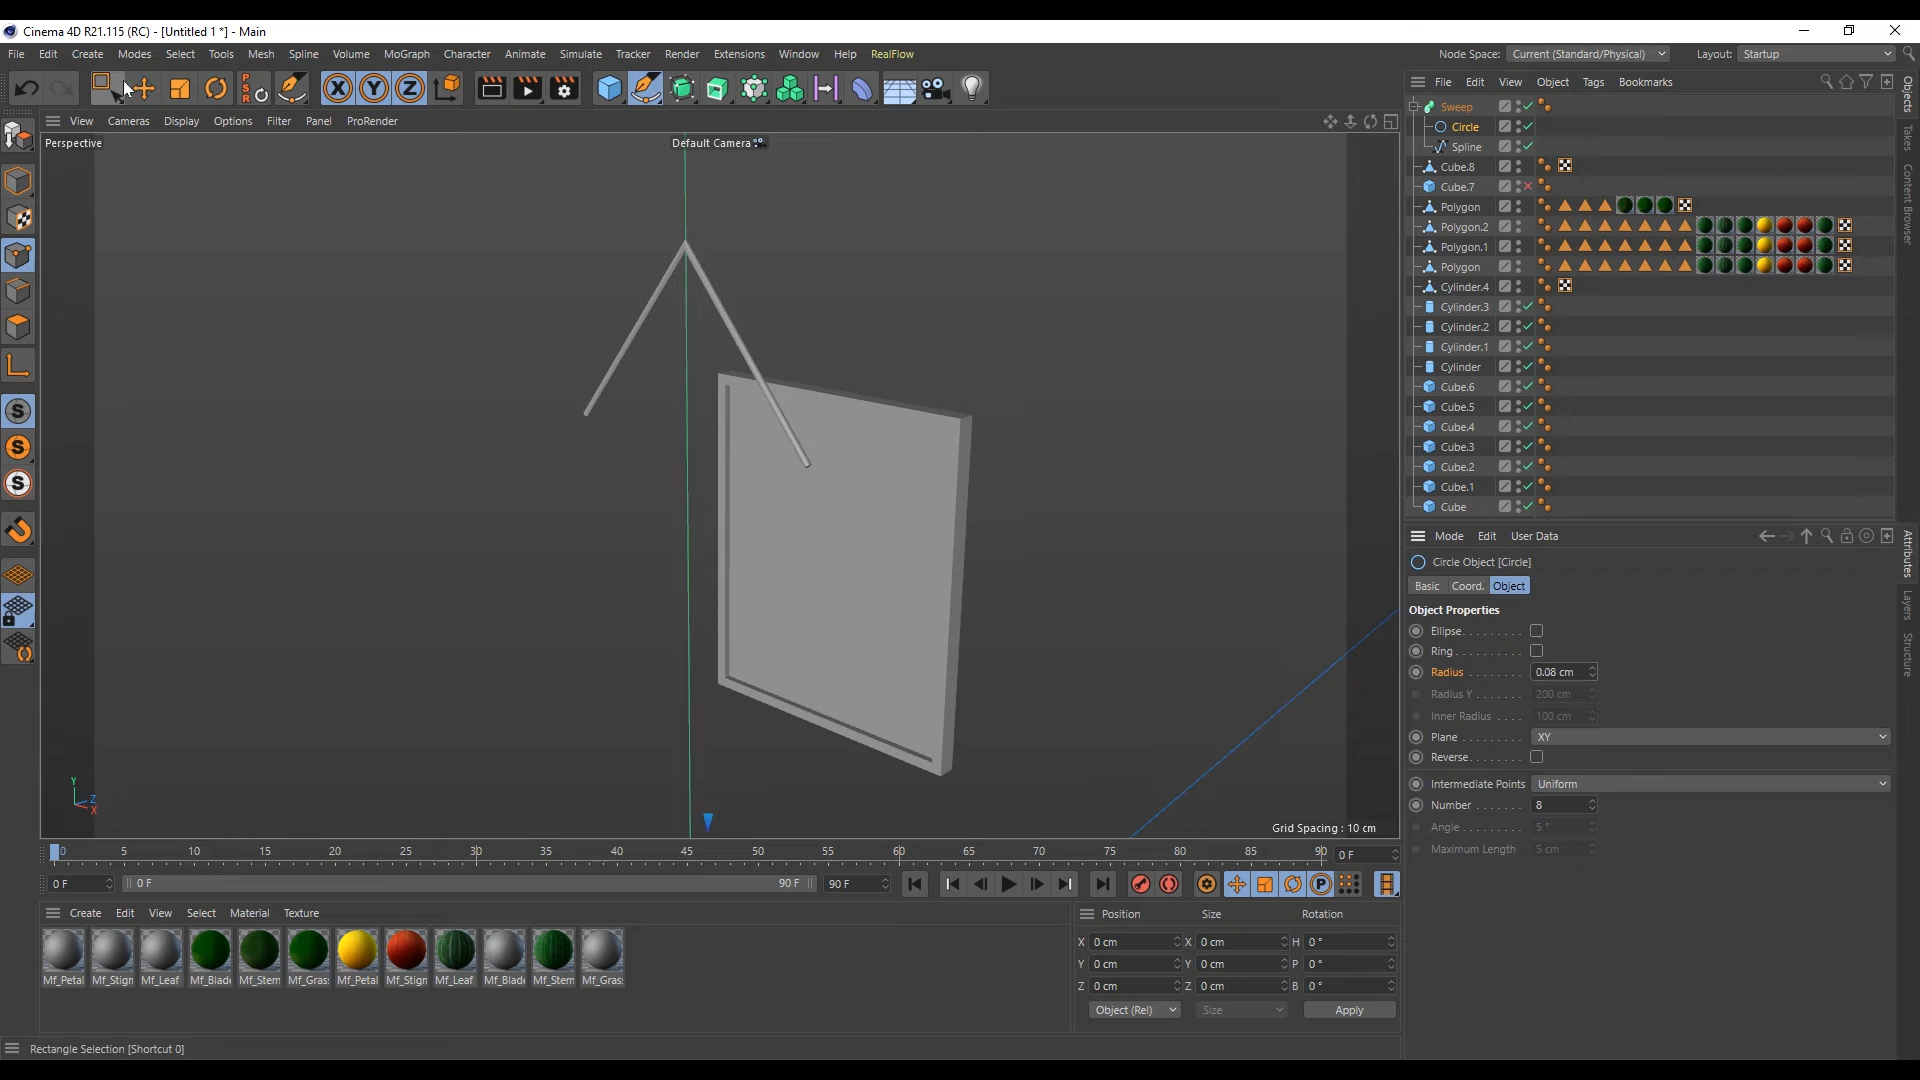 Cinema 4D R21.115 (RC) - [Untitled 1 *] - Main
File Edit Create Modes Select Tools Mesh Spline Volume MoGraph Character Animate Simulate Tracker Render Extensions Window Help RealFlow
Node Space: Current (Standard/Physical) Layout: Startup
PSR
X Y Z
File Edit View Object Tags Bookmarks
View Cameras Display Options Filter Panel ProRender
Perspective
Default Camera
Sweep
Circle
Spline
Cube.8
Cube.7
Polygon
Polygon.2
Polygon.1
Polygon
Cylinder.4
Cylinder.3
Cylinder.2
Cylinder.1
Cylinder
Cube.6
Cube.5
Cube.4
Cube.3
Cube.2
Cube.1
Cube
Objects
Takes
Content Browser
S
S
S
Mode Edit User Data
Circle Object [Circle]
Basic Coord. Object
Object Properties
Ellipse. . . . . . . . .
Ring. . . . . . . . . .
Radius . . . . . . . . 0.08 cm
Radius Y . . . . . . . 200 cm
Inner Radius . . . . 100 cm
Plane . . . . . . . . . XY
Reverse. . . . . . . .
Intermediate Points Uniform
Number . . . . . . . 8
Angle. . . . . . . . . 5 °
Maximum Length 5 cm
Attributes
Layers
Structure
Y
Z
X
Grid Spacing : 10 cm
0 5 10 15 20 25 30 35 40 45 50 55 60 65 70 75 80 85 90 0 F
0 F 0 F 90 F 90 F
P
Create Edit View Select Material Texture
Mf_Petal Mf_Stign Mf_Leaf Mf_Blade Mf_Stem Mf_Gras: Mf_Petal Mf_Stign Mf_Leaf Mf_Blade Mf_Stem Mf_Gras:
Position Size Rotation
X 0 cm X 0 cm H 0 °
Y 0 cm Y 0 cm P 0 °
Z 0 cm Z 0 cm B 0 °
Object (Rel) Size Apply
Rectangle Selection [Shortcut 0]